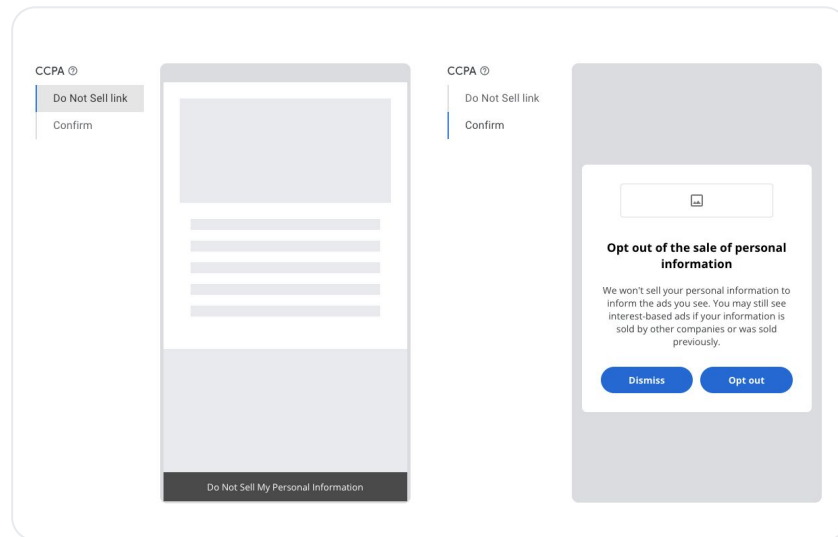 CCPA
Do Not Sell link
Confirm
Do Not Sell My Personal Information
CCPA
Do Not Sell link
Confirm
Opt out of the sale of personal
information
We won't sell your personal information to
inform the ads you see. You may still see
interest-based ads if your information is
sold by other companies or was sold
previously.
Dismiss
Opt out